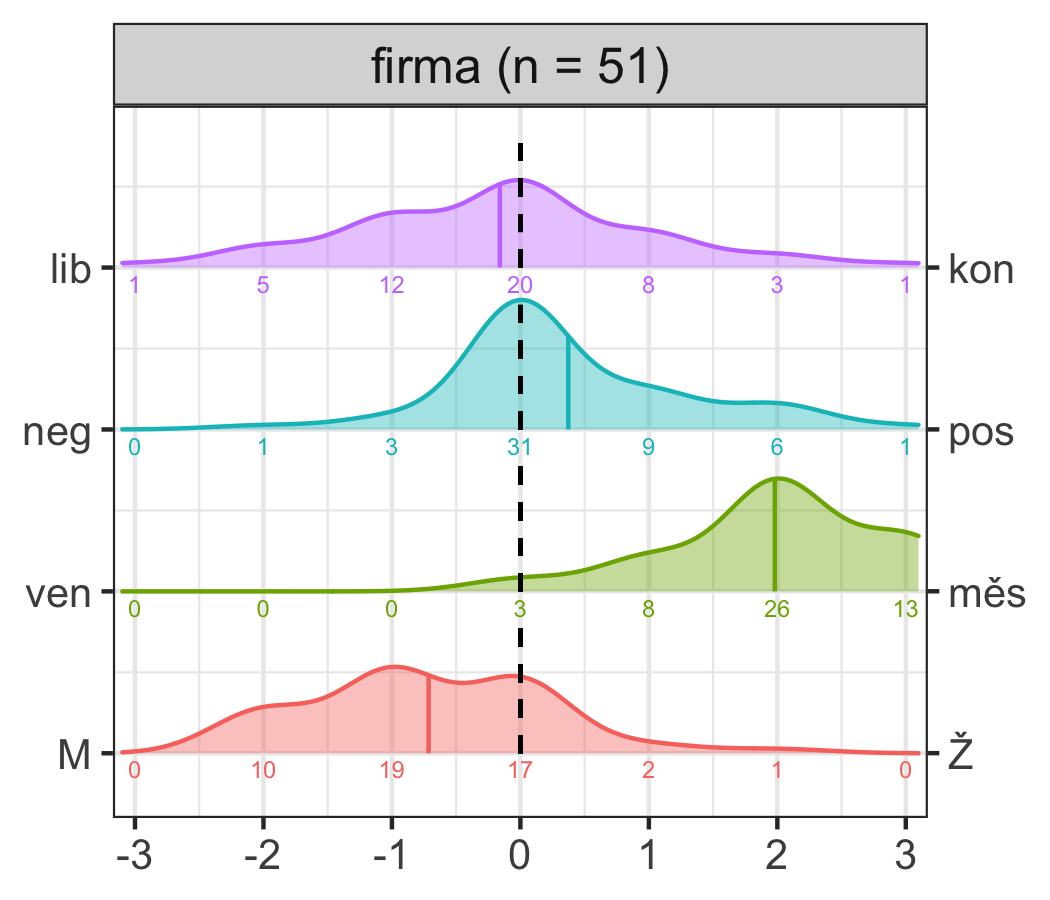 firma (n = 51)
lib kon
1 5 12 20 8 3 1
neg pos
0 1 3 31 9 6 1
ven měs
0 0 0 3 8 26 13
M Ž
0 10 19 17 2 1 0
-3 -2 -1 0 1 2 3